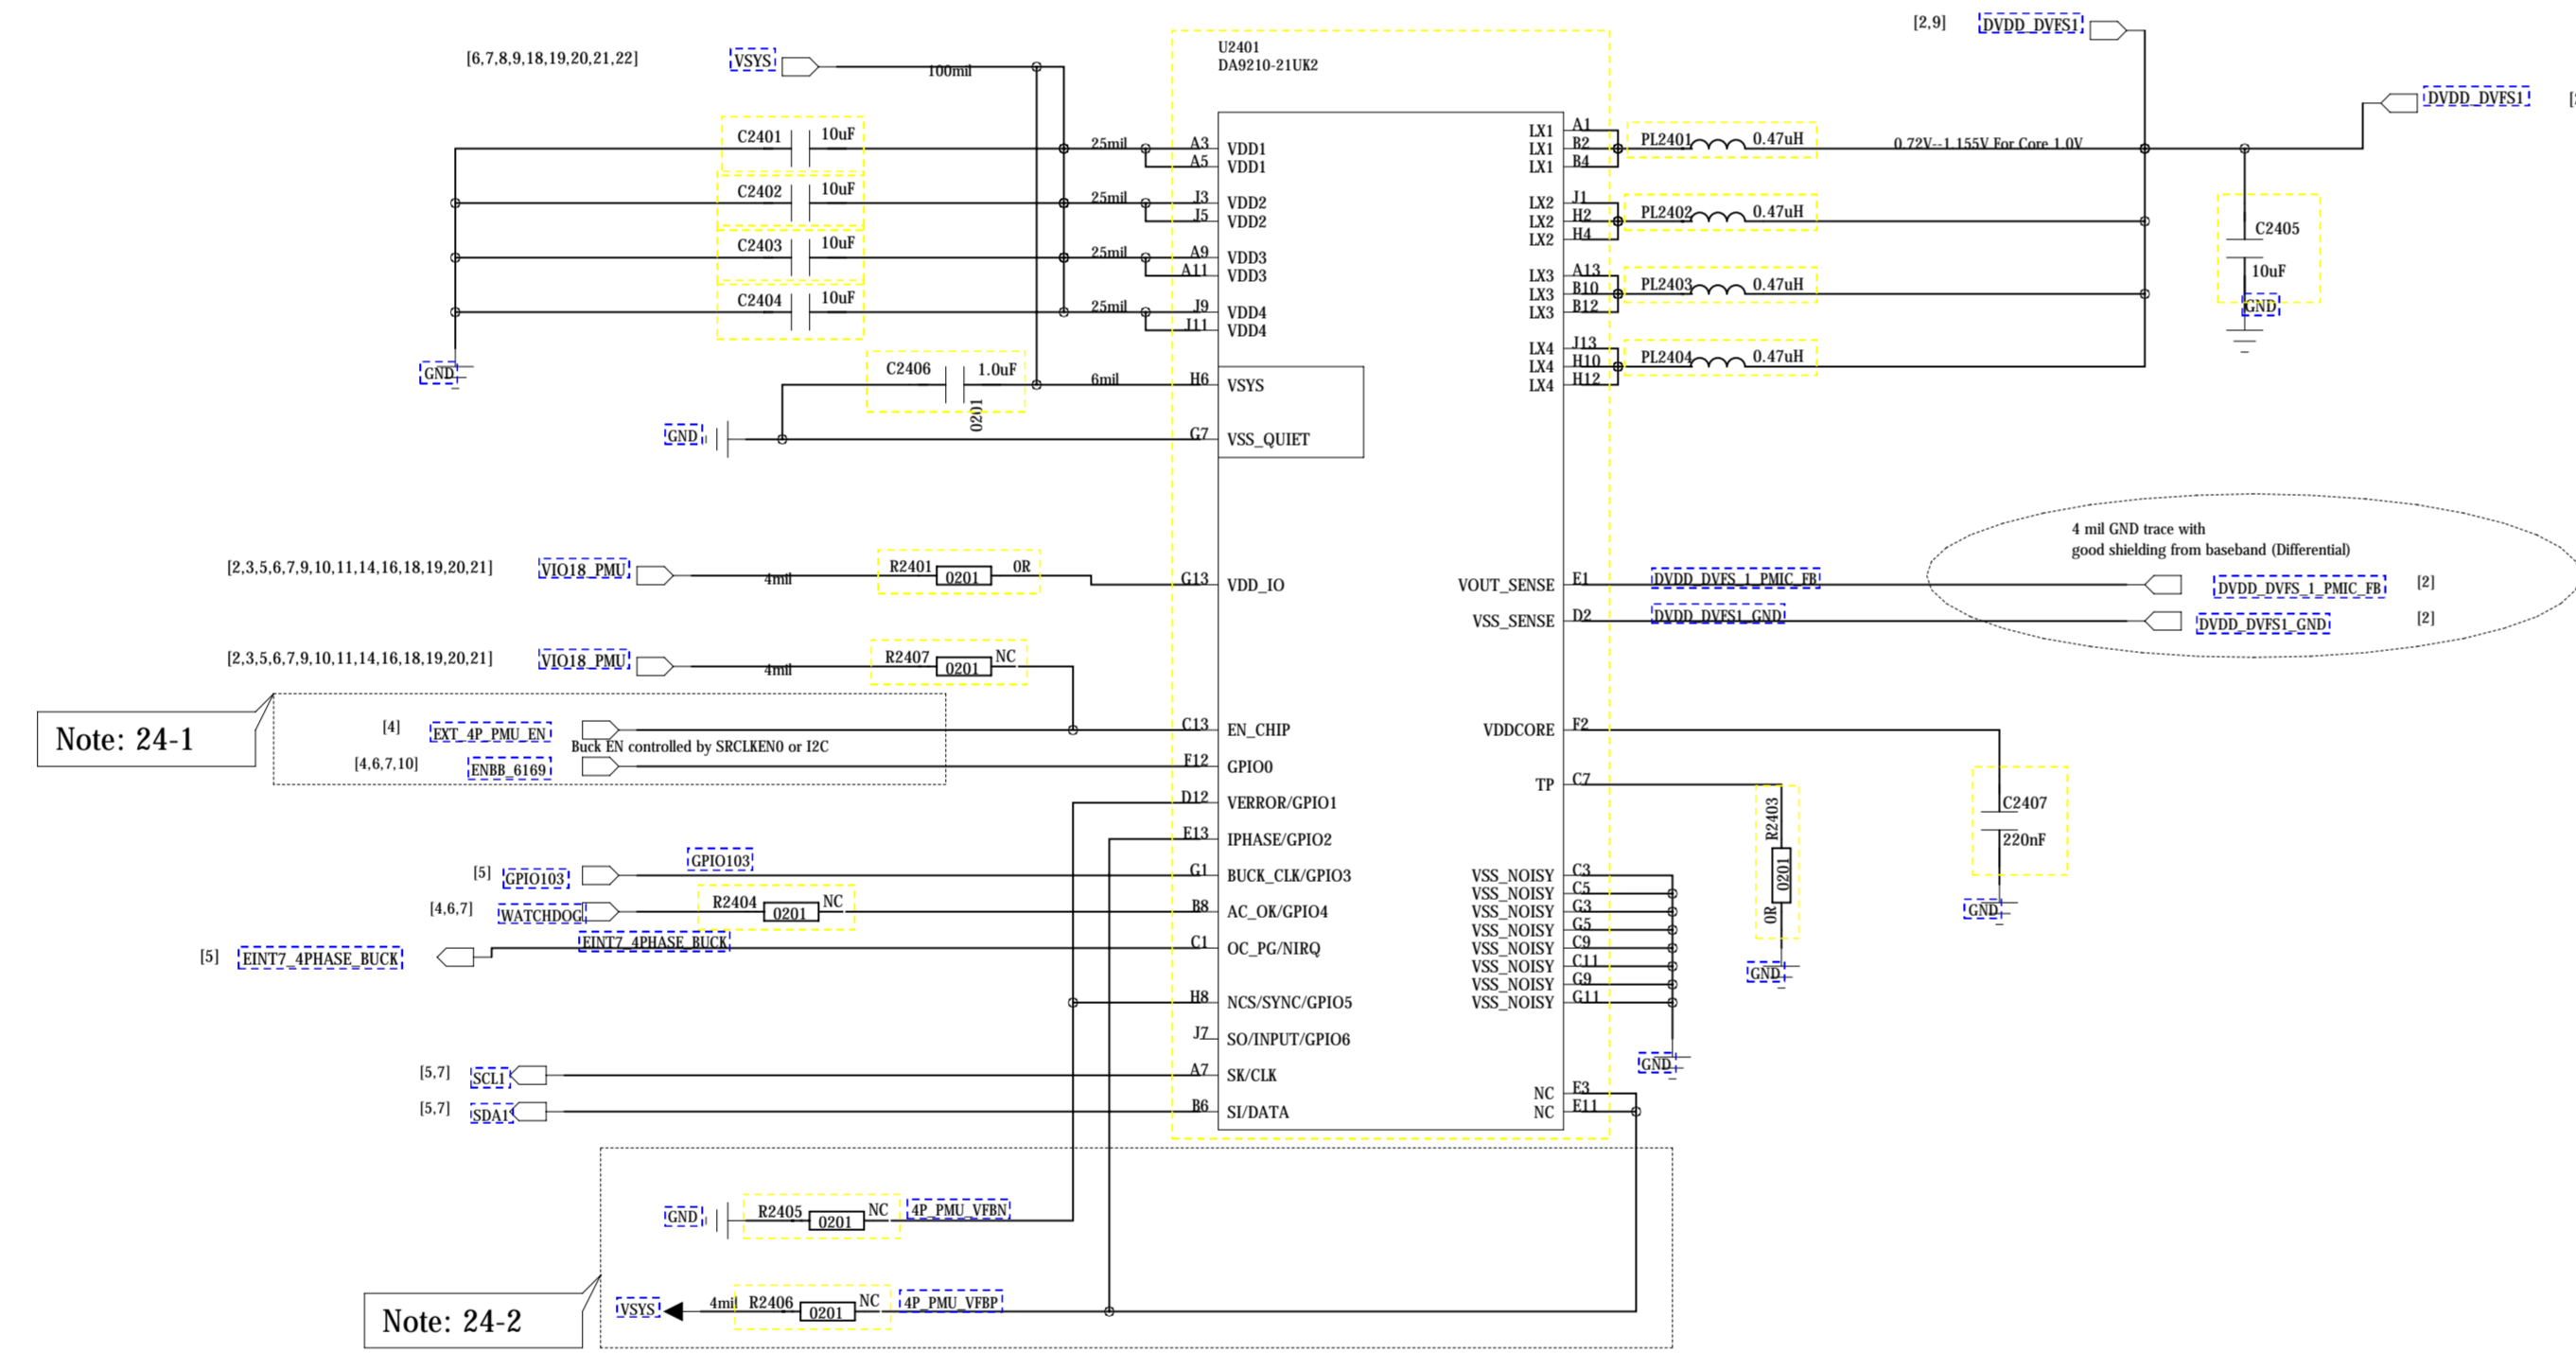 [2,9] DVDD_DVFS1
U2401
DA9210-21UK2
[6,7,8,9,18,19,20,21,22] VSYS
100mil
DVDD_DVFS1
C2401 10uF
25mil
A3 VDD1
A5 VDD1
LX1 A1
LX1 B2
LX1 B4
PL2401 0.47uH
0.72V--1.155V For Core 1.0V
C2402 10uF
25mil
J3 VDD2
J5 VDD2
LX2 J1
LX2 H2
LX2 H4
PL2402 0.47uH
C2405
10uF
GND
C2403 10uF
25mil
A9 VDD3
A11 VDD3
LX3 A13
LX3 B10
LX3 B12
PL2403 0.47uH
C2404 10uF
25mil
J9 VDD4
J11 VDD4
LX4 J13
LX4 H10
LX4 H12
PL2404 0.47uH
GND
C2406 1.0uF
0201
6mil
H6 VSYS
GND
G7 VSS_QUIET
4 mil GND trace with
good shielding from baseband (Differential)
[2,3,5,6,7,9,10,11,14,16,18,19,20,21] VIO18_PMU
4mil
R2401 0201 0R
G13 VDD_IO
VOUT_SENSE E1
DVDD_DVFS_1_PMIC_FB
DVDD_DVFS_1_PMIC_FB [2]
VSS_SENSE D2
DVDD_DVFS1_GND
DVDD_DVFS1_GND [2]
[2,3,5,6,7,9,10,11,14,16,18,19,20,21] VIO18_PMU
4mil
R2407 0201 NC
Note: 24-1
[4] EXT_4P_PMU_EN
C13 EN_CHIP
VDDCORE F2
Buck EN controlled by SRCLKEN0 or I2C
[4,6,7,10] ENBB_6169
F12 GPIO0
TP C7
D12 VERROR/GPIO1
R2403
0201
0R
GND
C2407
220nF
GND
E13 IPHASE/GPIO2
[5] GPIO103
GPIO103
G1 BUCK_CLK/GPIO3
[4,6,7] WATCHDOG
R2404 0201 NC
B8 AC_OK/GPIO4
[5] EINT7_4PHASE_BUCK
EINT7_4PHASE_BUCK
C1 OC_PG/NIRQ
VSS_NOISY C3
VSS_NOISY C5
VSS_NOISY G3
VSS_NOISY G5
VSS_NOISY C9
VSS_NOISY C11
VSS_NOISY G9
VSS_NOISY G11
GND
H8 NCS/SYNC/GPIO5
J7 SO/INPUT/GPIO6
[5,7] SCL1
A7 SK/CLK
[5,7] SDA1
B6 SI/DATA
NC E3
NC E11
GND R2405 0201 NC 4P_PMU_VFBN
VSYS 4mil R2406 0201 NC 4P_PMU_VFBP
Note: 24-2